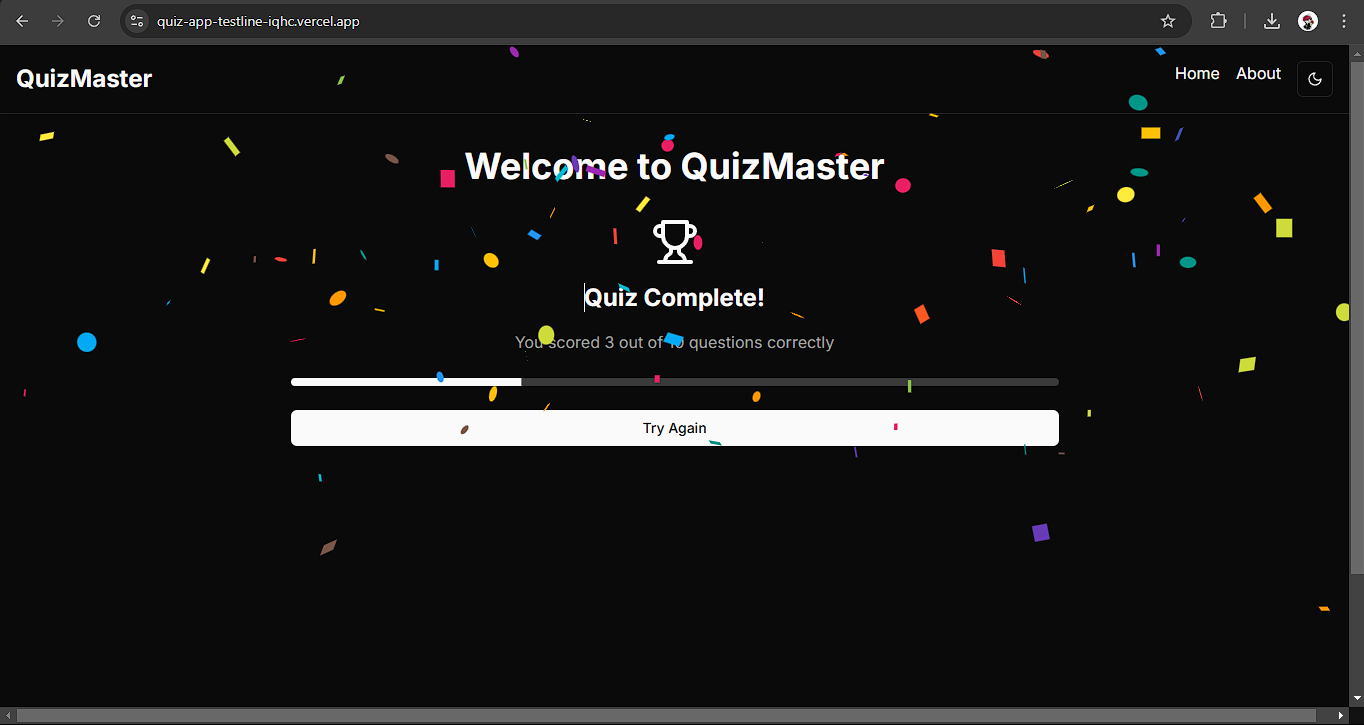 quiz-app-testline-iqhc.vercel.app
QuizMaster
Home About
Welcome to QuizMaster
Quiz Complete!
You scored 3 out of 10 questions correctly
Try Again